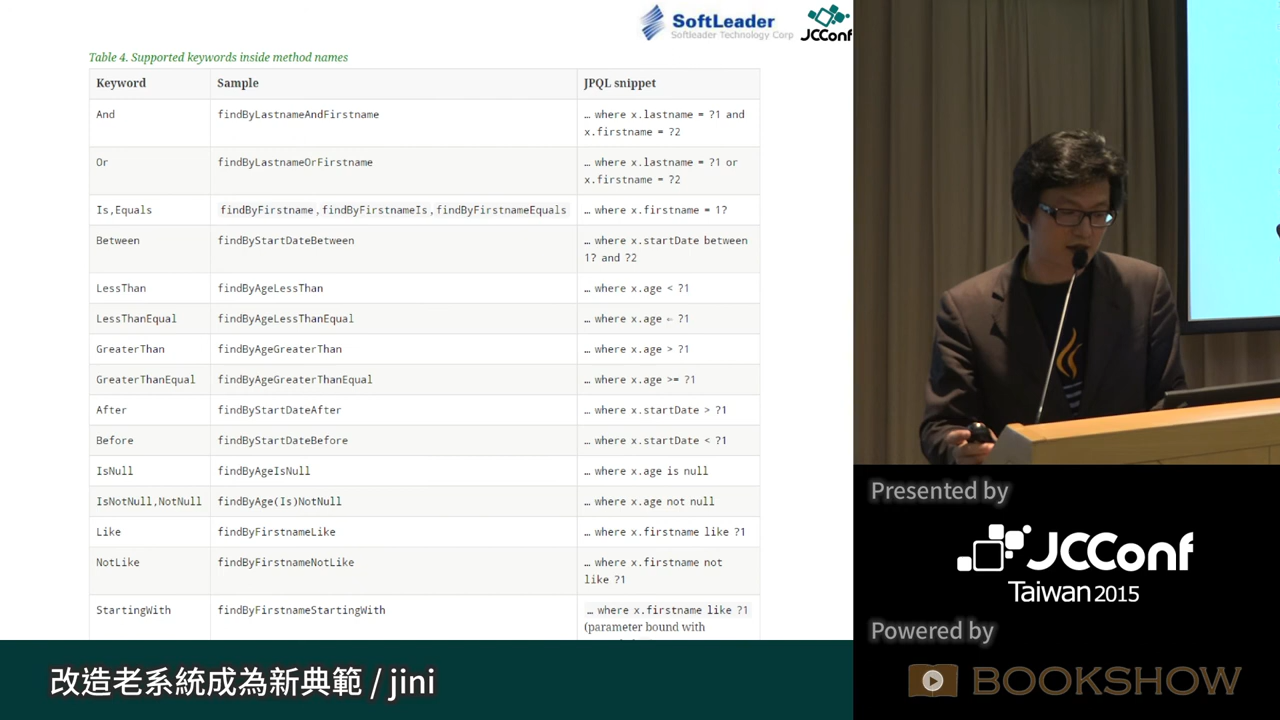 SoftLeader
Softleader Technology Corp
JCConf
Table 4. Supported keywords inside method names
Keyword Sample JPQL snippet
And findByLastnameAndFirstname … where x.lastname = ?1 and
x.firstname = ?2
Or findByLastnameOrFirstname … where x.lastname = ?1 or
x.firstname = ?2
Is,Equals findByFirstname,findByFirstnameIs,findByFirstnameEquals … where x.firstname = 1?
Between findByStartDateBetween … where x.startDate between
1? and ?2
LessThan findByAgeLessThan … where x.age < ?1
LessThanEqual findByAgeLessThanEqual … where x.age ⇐ ?1
GreaterThan findByAgeGreaterThan … where x.age > ?1
GreaterThanEqual findByAgeGreaterThanEqual … where x.age >= ?1
After findByStartDateAfter … where x.startDate > ?1
Before findByStartDateBefore … where x.startDate < ?1
IsNull findByAgeIsNull … where x.age is null
IsNotNull,NotNull findByAge(Is)NotNull … where x.age not null
Like findByFirstnameLike … where x.firstname like ?1
NotLike findByFirstnameNotLike … where x.firstname not
like ?1
StartingWith findByFirstnameStartingWith … where x.firstname like ?1
(parameter bound with
Presented by
JCConf
Taiwan 2015
Powered by
BOOKSHOW
改造老系統成為新典範 / jini